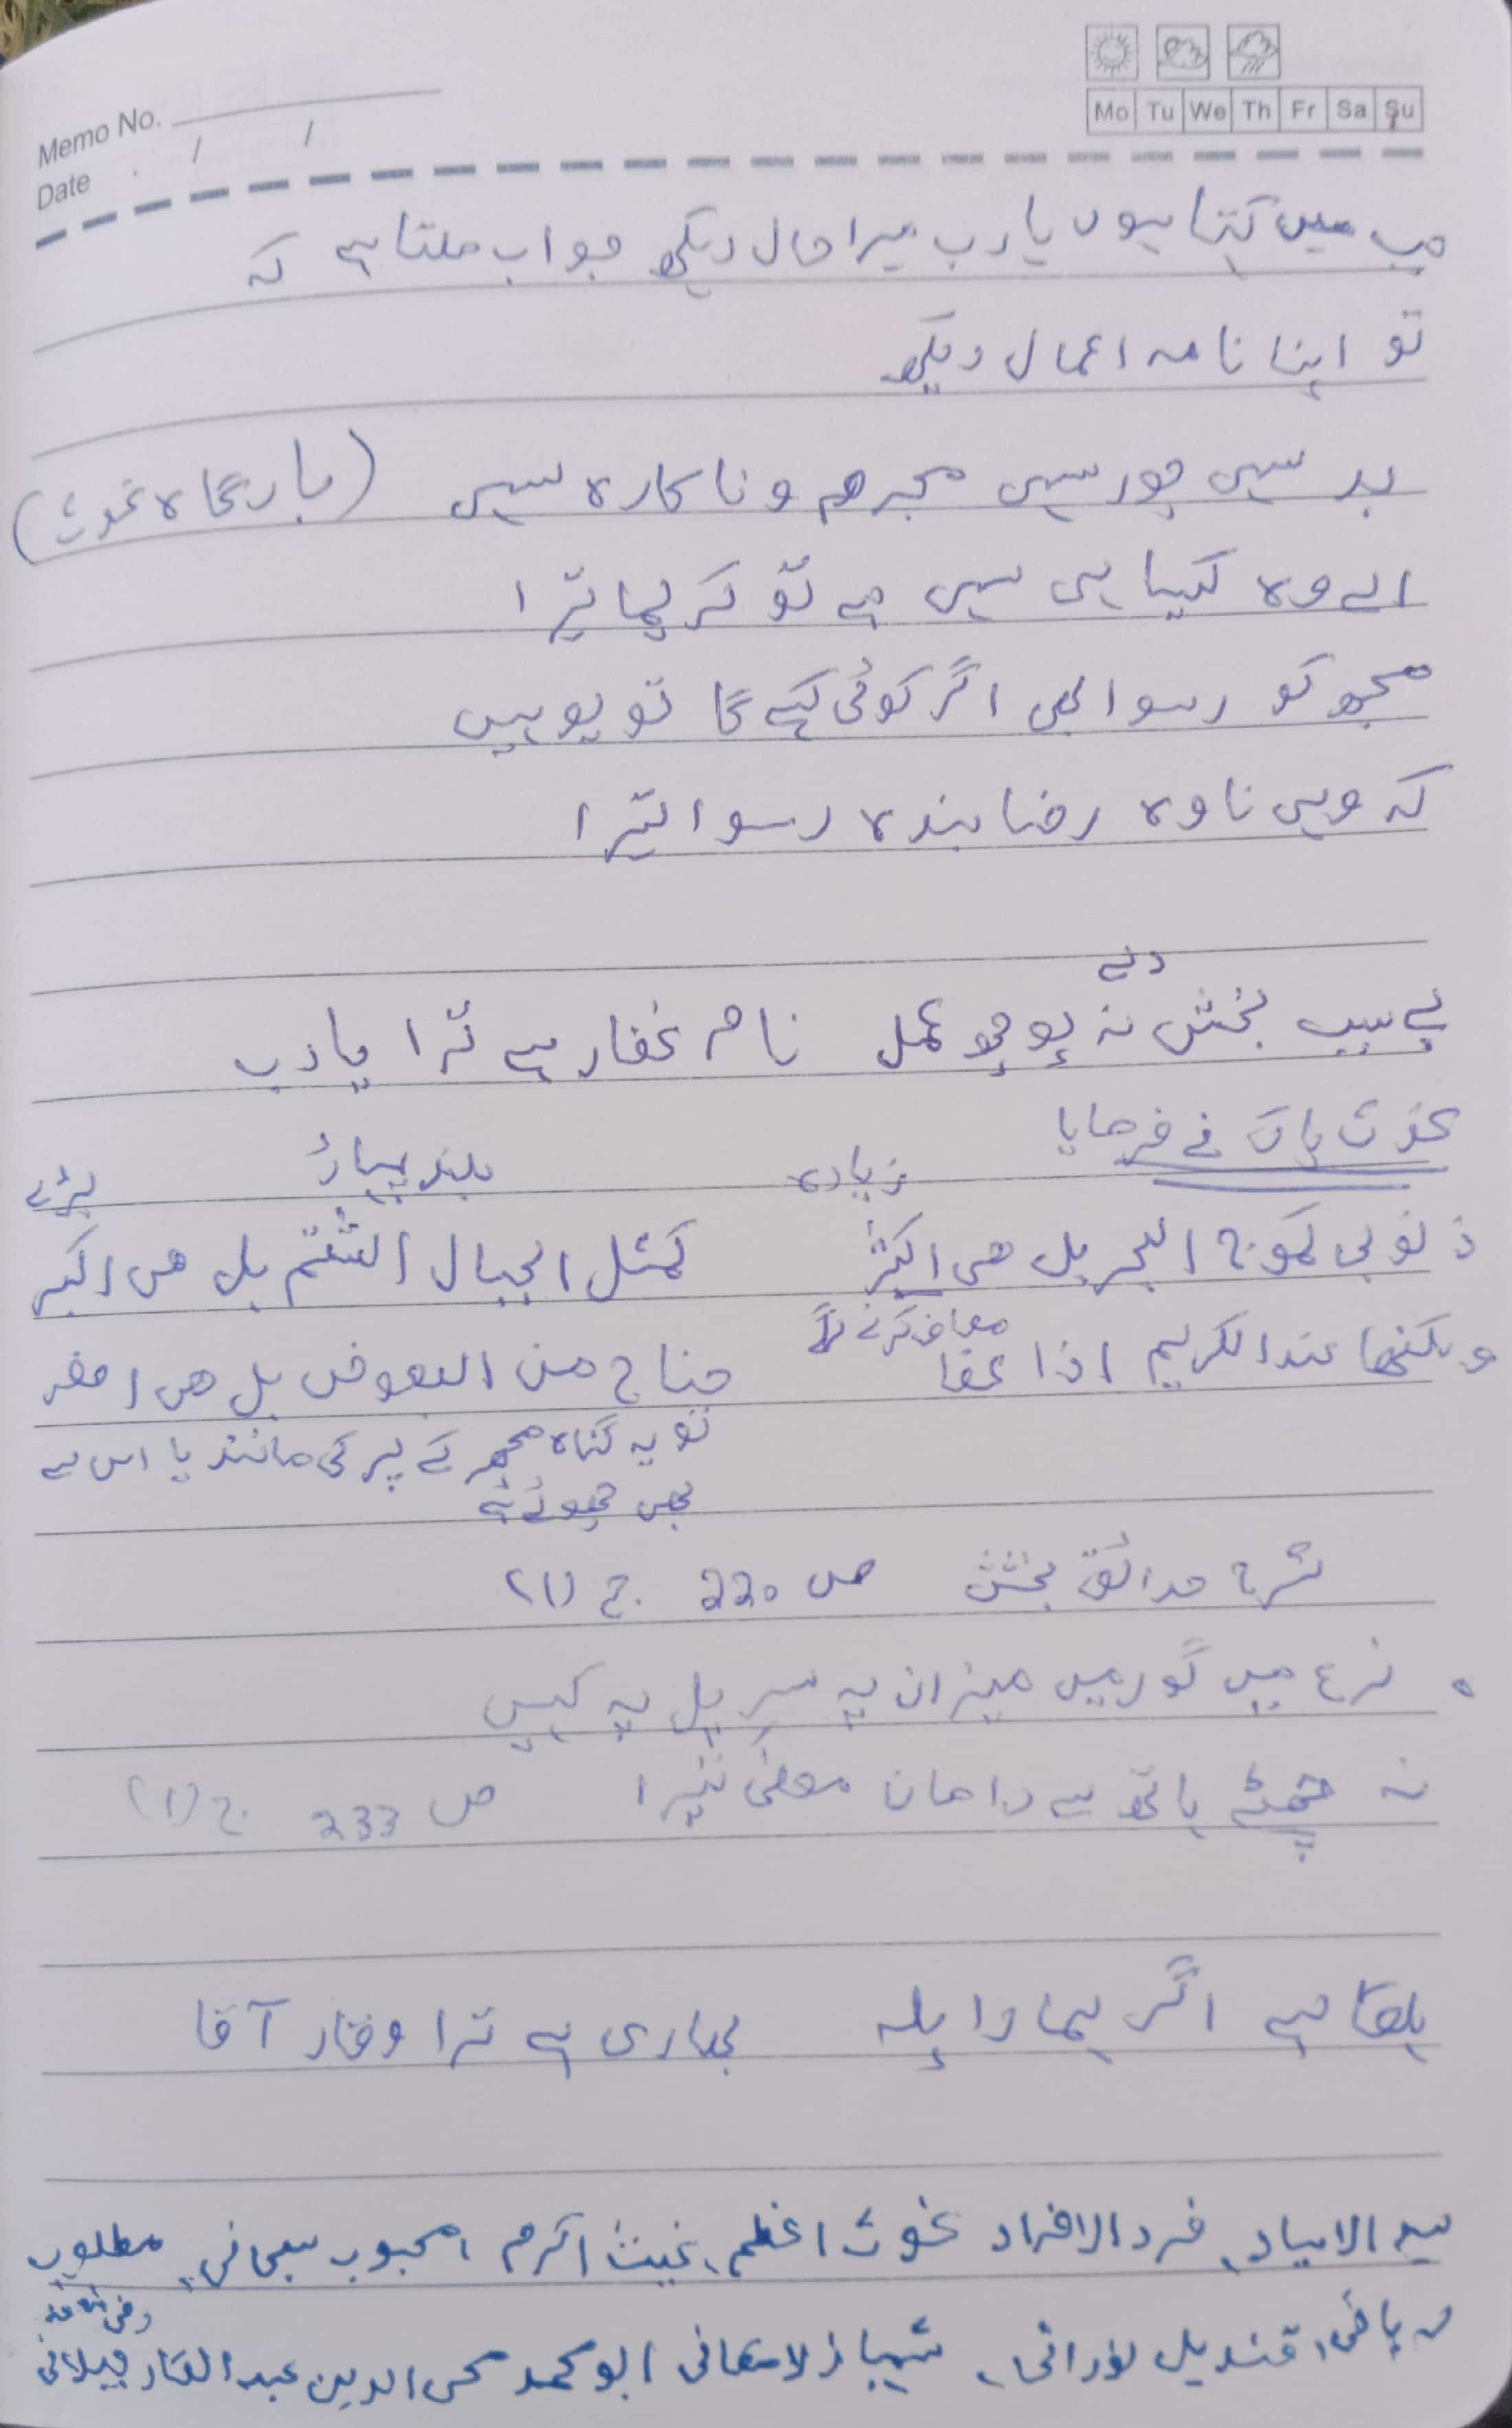 Memo No.
Date / /
Mo Tu We Th Fr Sa Su
جب میں کہتا ہوں یا رب میرا حال دیکھ جواب ملتا ہے کہ
تو اپنا نامہ اعمال دیکھ
بد سہی چور سہی مجرم و ناکارہ سہی (بارگاہ غوث)
اے وہ کیسا ہی سہی ہے تو کریما تیرا
مجھ کو رسوا بھی اگر کوئی کہے گا تو یوہیں
کہ وہی نا وہ رضا بندہ رسوا تیرا
دے
بے سبب بخش نہ پوچھ عمل نام غفار ہے ترا یا رب
غوث پاک نے فرمایا
زیادہ بلند پہاڑ بڑے
ذنوبی کموج البحر بل ھی اکثر کمثل الجبال الشّم بل ھی اکبر
معاف کرنے لاً
ولکنھا عند الکریم اذا عفا جناح من البعوض بل ھی اصغر
تو یہ گناہ مچھر کے پر کی مانند یا اس سے
بھی چھوٹے ہے
شرح حدائق بخشش ص 220 ج (1)
نزع میں گور میں میزان پہ سرِ پل پہ کہیں
نہ چھٹے ہاتھ سے دامان معلّٰی تیرا ص 233 ج (1)
ہلکا ہے اگر ہمارا پلہ بھاری ہے ترا وقار آقا
سید الاسیاد، فرد الافراد غوث اعظم، غیث اکرم، محبوب سبحانی، مطلوب
ربانی، قندیل نورانی، شہباز لامکانی ابو محمد محی الدین عبد القادر جیلانی
رضی اللہ عنہ